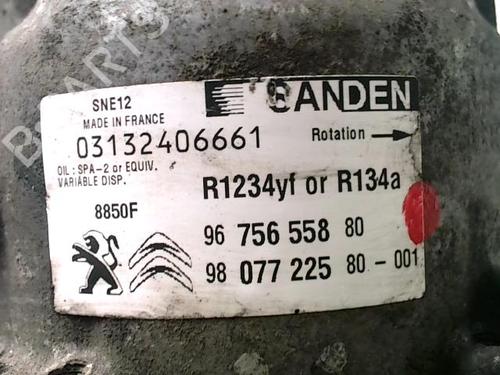 SNE12
SANDEN
MADE IN FRANCE
03132406661
Rotation
OIL : SPA-2 or EQUIV.
VARIABLE DISP.
R1234yf or R134a
8850F
96 756 558 80
98 077 225 80 - 001